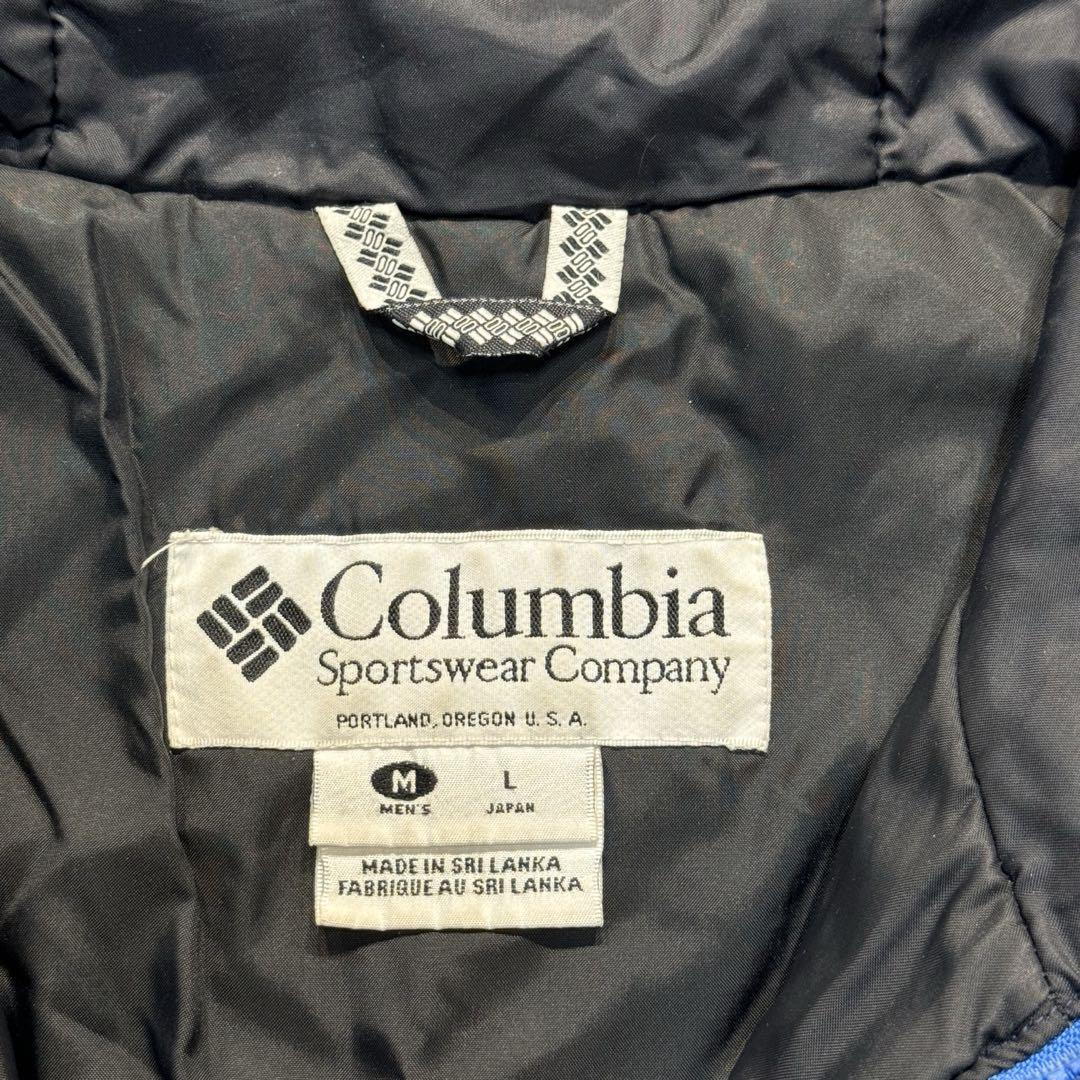 Columbia
Sportswear Company
PORTLAND, OREGON U.S.A.
M L
MEN'S JAPAN
MADE IN SRI LANKA
FABRIQUE AU SRI LANKA